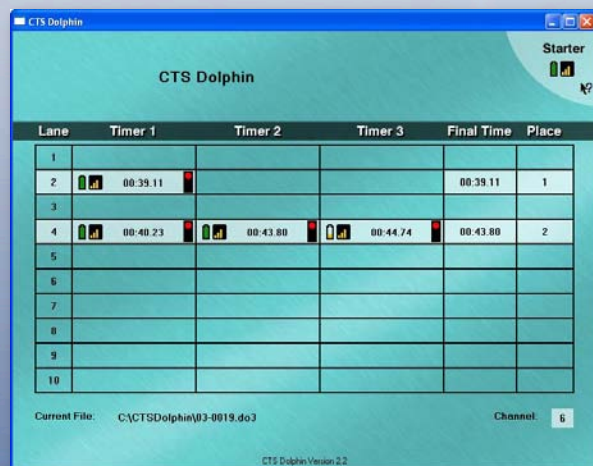 CTS Dolphin
CTS Dolphin
Starter
Lane Timer 1 Timer 2 Timer 3 Final Time Place
1
2 00:39.11 00:39.11 1
3
4 00:40.23 00:43.80 00:44.74 00:43.80 2
5
6
7
8
9
10
Current File: C:\CTSDolphin\03-0019.do3 Channel: 6
CTS Dolphin Version 2.2